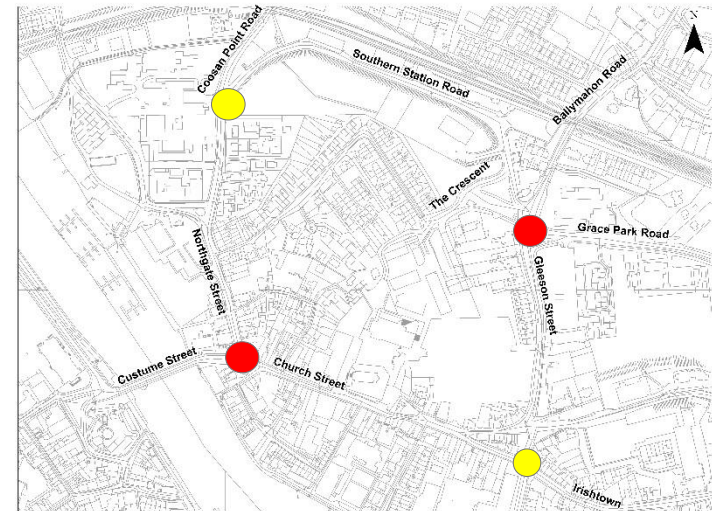 N
Coosan Point Road
Southern Station Road
Ballymahon Road
The Crescent
Grace Park Road
Northgate Street
Gleeson Street
Custume Street
Church Street
Irishtown